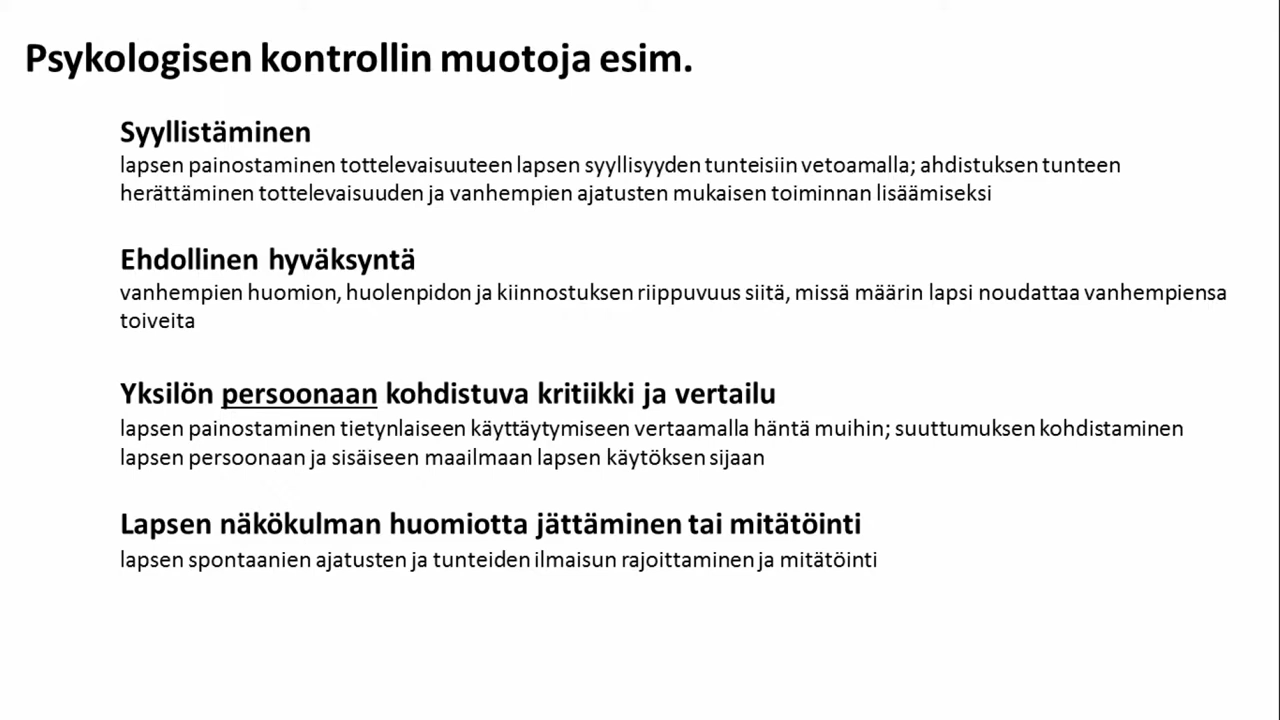 Psykologisen kontrollin muotoja esim.
Syyllistäminen
lapsen painostaminen tottelevaisuuteen lapsen syyllisyyden tunteisiin vetoamalla; ahdistuksen tunteen
herättäminen tottelevaisuuden ja vanhempien ajatusten mukaisen toiminnan lisäämiseksi
Ehdollinen hyväksyntä
vanhempien huomion, huolenpidon ja kiinnostuksen riippuvuus siitä, missä määrin lapsi noudattaa vanhempiensa
toiveita
Yksilön persoonaan kohdistuva kritiikki ja vertailu
lapsen painostaminen tietynlaiseen käyttäytymiseen vertaamalla häntä muihin; suuttumuksen kohdistaminen
lapsen persoonaan ja sisäiseen maailmaan lapsen käytöksen sijaan
Lapsen näkökulman huomiotta jättäminen tai mitätöinti
lapsen spontaanien ajatusten ja tunteiden ilmaisun rajoittaminen ja mitätöinti